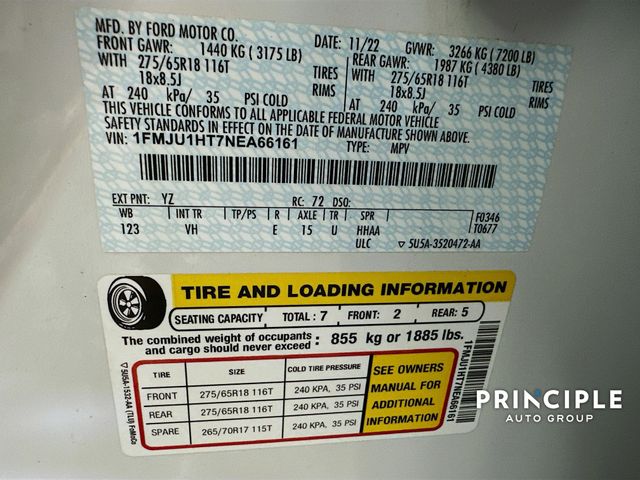 MFD. BY FORD MOTOR CO.
DATE: 11/22 GVWR: 3266 KG (7200 LB)
FRONT GAWR: 1440 KG (3175 LB) REAR GAWR: 1987 KG (4380 LB)
WITH 275/65R18 116T TIRES WITH 275/65R18 116T TIRES
18x8.5J RIMS 18x8.5J RIMS
AT 240 kPa/ 35 PSI COLD AT 240 kPa/ 35 PSI COLD
THIS VEHICLE CONFORMS TO ALL APPLICABLE FEDERAL MOTOR VEHICLE
SAFETY STANDARDS IN EFFECT ON THE DATE OF MANUFACTURE SHOWN ABOVE.
VIN: 1FMJU1HT7NEA66161 TYPE: MPV
EXT PNT: YZ RC: 72 DSO:
WB INT TR TP/PS R AXLE TR SPR F0346
123 VH E 15 U HHAA T0677
ULC ▽ 5U5A-3520472-AA
TIRE AND LOADING INFORMATION
SEATING CAPACITY TOTAL : 7 FRONT: 2 REAR: 5
The combined weight of occupants
and cargo should never exceed : 855 kg or 1885 lbs.
TIRE SIZE COLD TIRE PRESSURE
FRONT 275/65R18 116T 240 KPA, 35 PSI
REAR 275/65R18 116T 240 KPA, 35 PSI
SPARE 265/70R17 115T 240 KPA, 35 PSI
SEE OWNERS
MANUAL FOR
ADDITIONAL
INFORMATION
▽ 5U5A-1532-AA (TLU) FoMoCo
1FMJU1HT7NEA66161
PRINCIPLE
AUTO GROUP